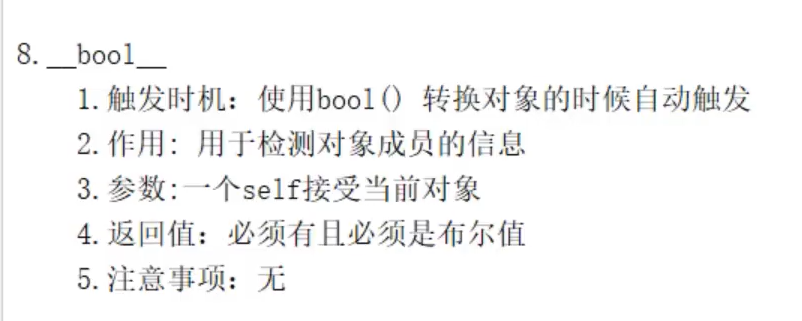 8.__bool__
1.触发时机：使用bool() 转换对象的时候自动触发
2.作用: 用于检测对象成员的信息
3.参数:一个self接受当前对象
4.返回值：必须有且必须是布尔值
5.注意事项：无